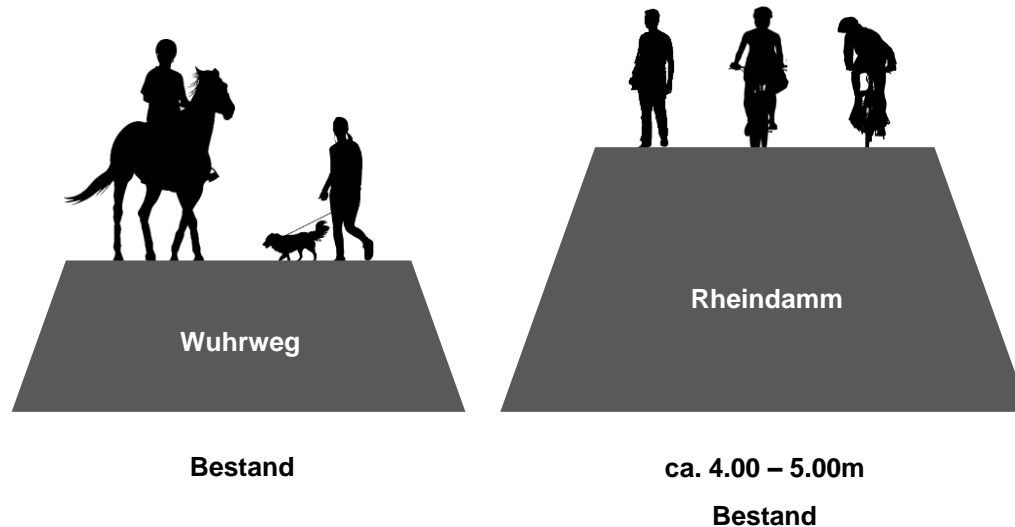 Wuhrweg
Rheindamm
Bestand
ca. 4.00 – 5.00m
Bestand